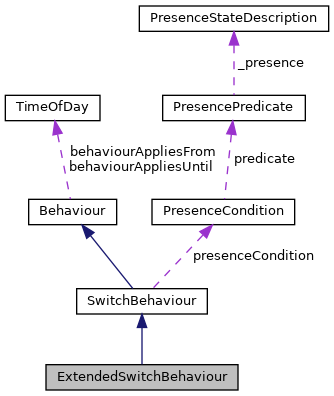 PresenceStateDescription
_presence
TimeOfDay
PresencePredicate
behaviourAppliesFrom
behaviourAppliesUntil
predicate
Behaviour
PresenceCondition
presenceCondition
SwitchBehaviour
ExtendedSwitchBehaviour